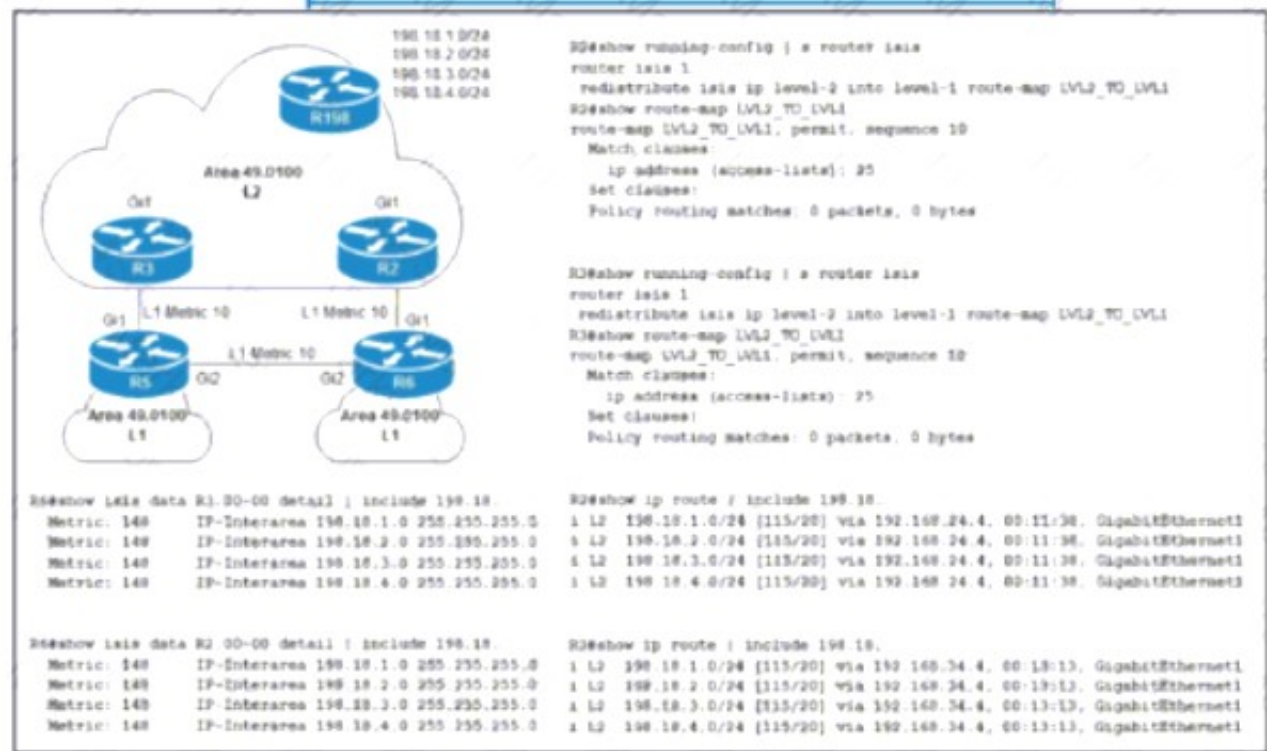 198.18.1.0/24
198.18.2.0/24
198.18.3.0/24
198.18.4.0/24
R198
Area 49.0100
L2
Gi1
Gi1
R3
R2
L1 Metric 10
L1 Metric 10
Gi1
Gi1
L1 Metric 10
R5
Gi2
Gi2
R6
Area 49.0100
L1
Area 49.0100
L1
R2#show running-config | s router isis
router isis 1
redistribute isis ip level-2 into level-1 route-map LVL2_TO_LVL1
R2#show route-map LVL2_TO_LVL1
route-map LVL2_TO_LVL1, permit, sequence 10
Match clauses:
ip address (access-lists): 25
Set clauses:
Policy routing matches: 0 packets, 0 bytes
R3#show running-config | s router isis
router isis 1
redistribute isis ip level-2 into level-1 route-map LVL2_TO_LVL1
R3#show route-map LVL2_TO_LVL1
route-map LVL2_TO_LVL1, permit, sequence 10
Match clauses:
ip address (access-lists): 25
Set clauses:
Policy routing matches: 0 packets, 0 bytes
R6#show isis data R3.00-00 detail | include 198.18.
Metric: 148 IP-Interarea 198.18.1.0 255.255.255.0
Metric: 148 IP-Interarea 198.18.2.0 255.255.255.0
Metric: 148 IP-Interarea 198.18.3.0 255.255.255.0
Metric: 148 IP-Interarea 198.18.4.0 255.255.255.0
R6#show isis data R2.00-00 detail | include 198.18.
Metric: 148 IP-Interarea 198.18.1.0 255.255.255.0
Metric: 148 IP-Interarea 198.18.2.0 255.255.255.0
Metric: 148 IP-Interarea 198.18.3.0 255.255.255.0
Metric: 148 IP-Interarea 198.18.4.0 255.255.255.0
R2#show ip route | include 198.18.
i L2 198.18.1.0/24 [115/20] via 192.168.24.4, 00:11:38, GigabitEthernet1
i L2 198.18.2.0/24 [115/20] via 192.168.24.4, 00:11:38, GigabitEthernet1
i L2 198.18.3.0/24 [115/20] via 192.168.24.4, 00:11:38, GigabitEthernet1
i L2 198.18.4.0/24 [115/20] via 192.168.24.4, 00:11:38, GigabitEthernet1
R3#show ip route | include 198.18.
i L2 198.18.1.0/24 [115/20] via 192.168.34.4, 00:13:13, GigabitEthernet1
i L2 198.18.2.0/24 [115/20] via 192.168.34.4, 00:13:13, GigabitEthernet1
i L2 198.18.3.0/24 [115/20] via 192.168.34.4, 00:13:13, GigabitEthernet1
i L2 198.18.4.0/24 [115/20] via 192.168.34.4, 00:13:13, GigabitEthernet1